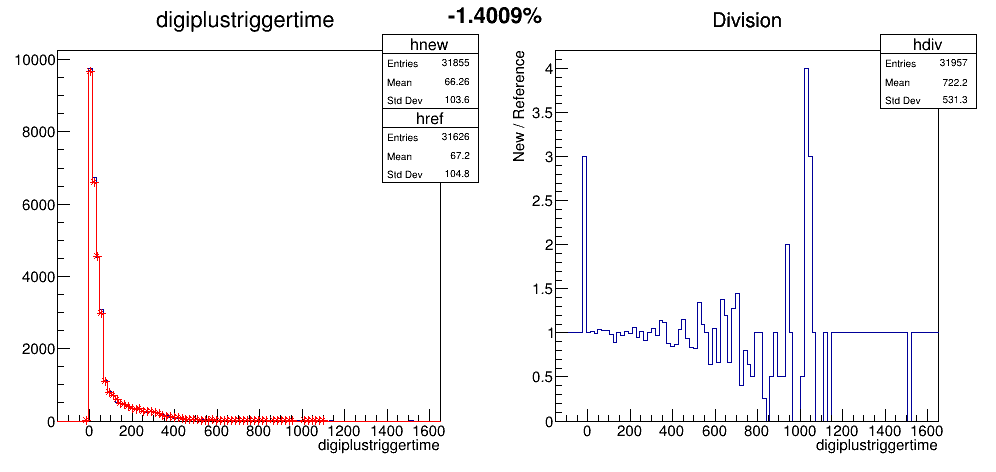 -1.4009%
digiplustriggertime
hnew
Entries 31855
Mean 66.26
Std Dev 103.6
href
Entries 31626
Mean 67.2
Std Dev 104.8
10000
8000
6000
4000
2000
0
0 200 400 600 800 1000 1200 1400 1600
digiplustriggertime
Division
hdiv
Entries 31957
Mean 722.2
Std Dev 531.3
New / Reference
4
3.5
3
2.5
2
1.5
1
0.5
0
0 200 400 600 800 1000 1200 1400 1600
digiplustriggertime